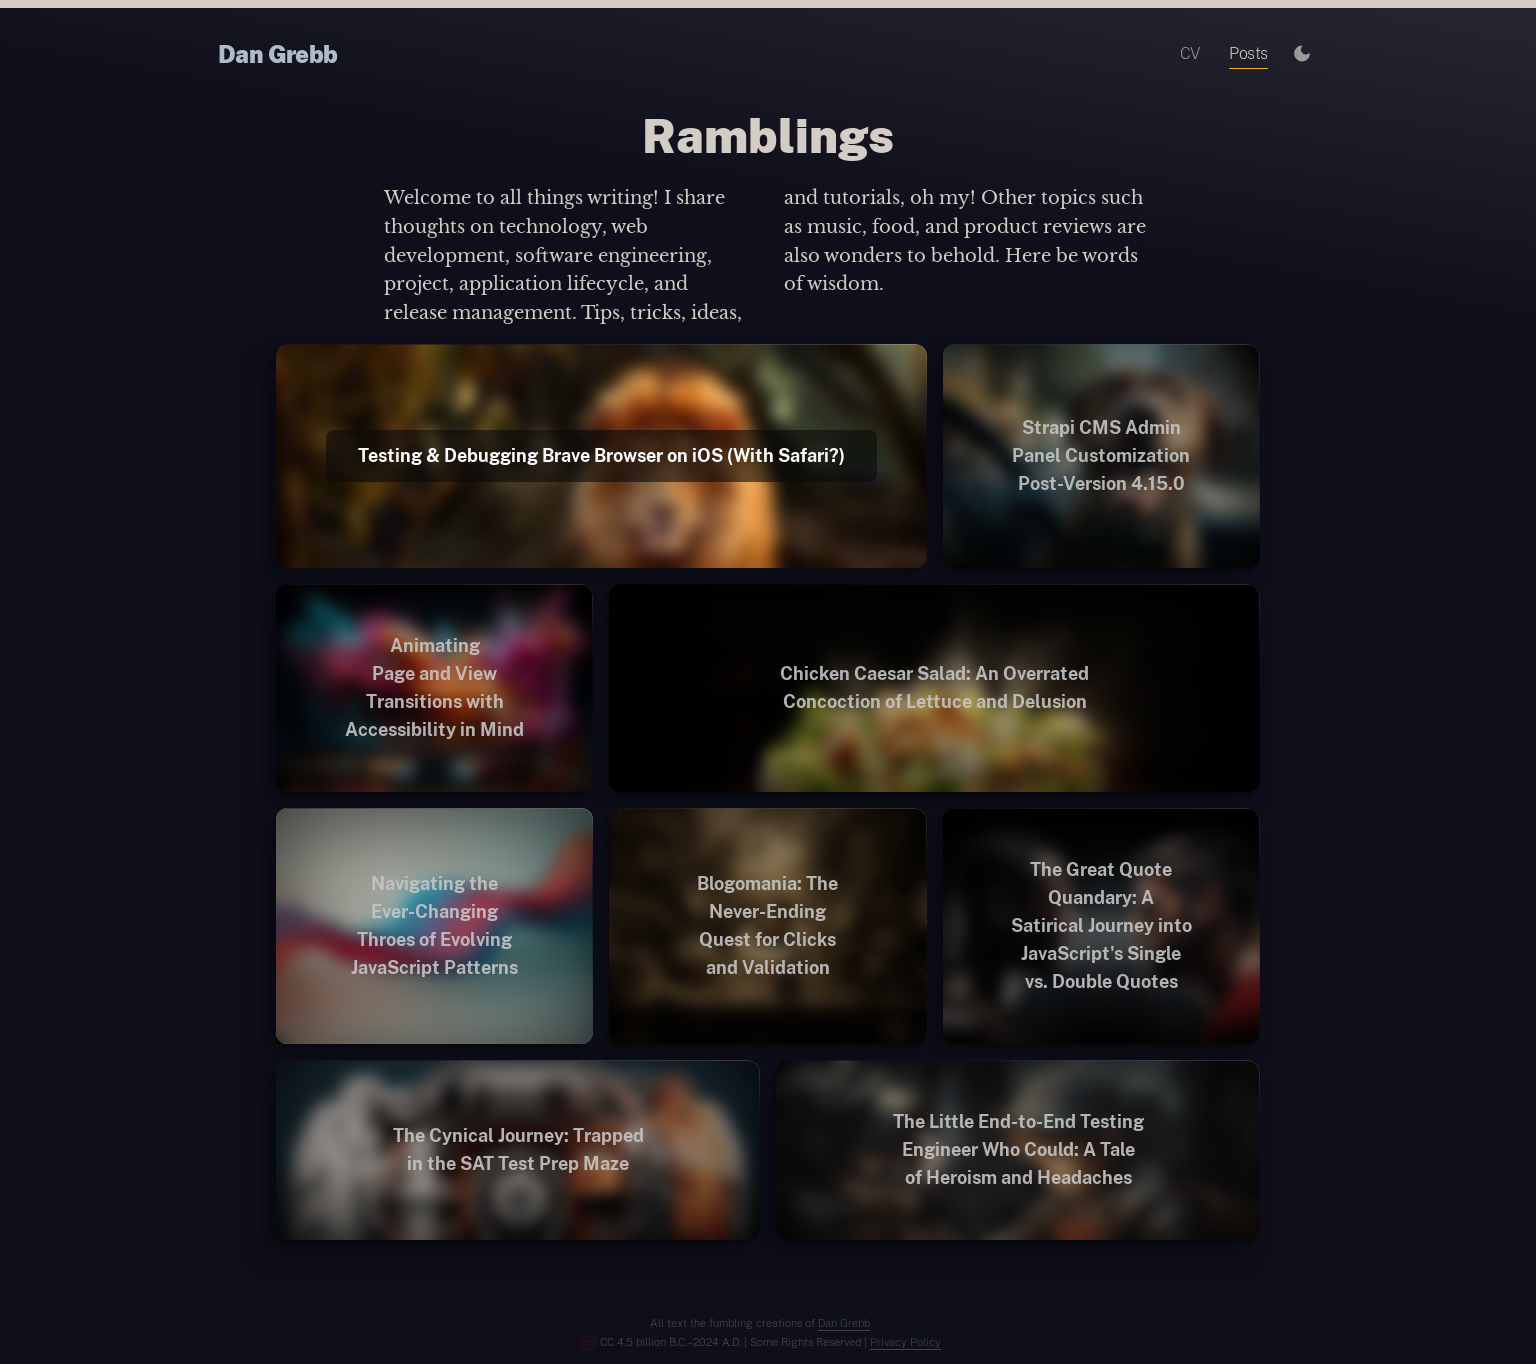 Dan Grebb
CV
Posts
Ramblings
Welcome to all things writing! I share
thoughts on technology, web
development, software engineering,
project, application lifecycle, and
release management. Tips, tricks, ideas,
and tutorials, oh my! Other topics such
as music, food, and product reviews are
also wonders to behold. Here be words
of wisdom.
Testing & Debugging Brave Browser on iOS (With Safari?)
Strapi CMS Admin
Panel Customization
Post-Version 4.15.0
Animating
Page and View
Transitions with
Accessibility in Mind
Chicken Caesar Salad: An Overrated
Concoction of Lettuce and Delusion
Navigating the
Ever-Changing
Throes of Evolving
JavaScript Patterns
Blogomania: The
Never-Ending
Quest for Clicks
and Validation
The Great Quote
Quandary: A
Satirical Journey into
JavaScript's Single
vs. Double Quotes
The Cynical Journey: Trapped
in the SAT Test Prep Maze
The Little End-to-End Testing
Engineer Who Could: A Tale
of Heroism and Headaches
All text the fumbling creations of Dan Grebb
CC 4.5 billion B.C.–2024 A.D. | Some Rights Reserved | Privacy Policy